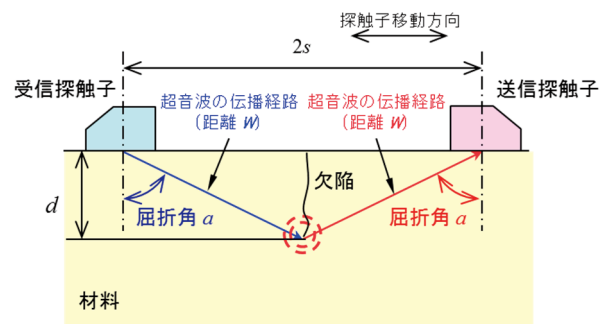 探触子移動方向
2s
受信探触子
送信探触子
超音波の伝播経路
(距離 W)
超音波の伝播経路
(距離 W)
欠陥
d
屈折角 a
屈折角 a
材料